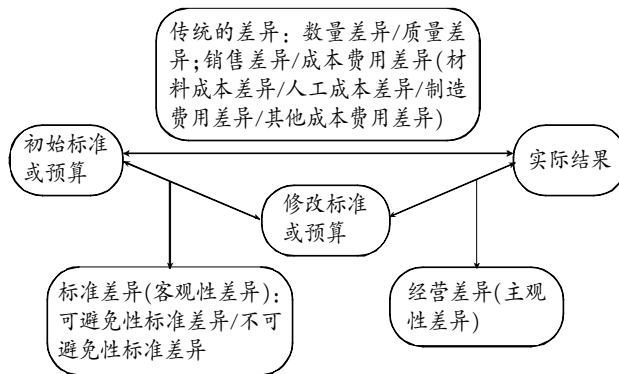 传统的差异：数量差异/质量差
异;销售差异/成本费用差异(材
料成本差异/人工成本差异/制造
费用差异/其他成本费用差异)
初始标准
或预算
实际结果
修改标准
或预算
标准差异(客观性差异)：
可避免性标准差异/不可
避免性标准差异
经营差异(主观
性差异)